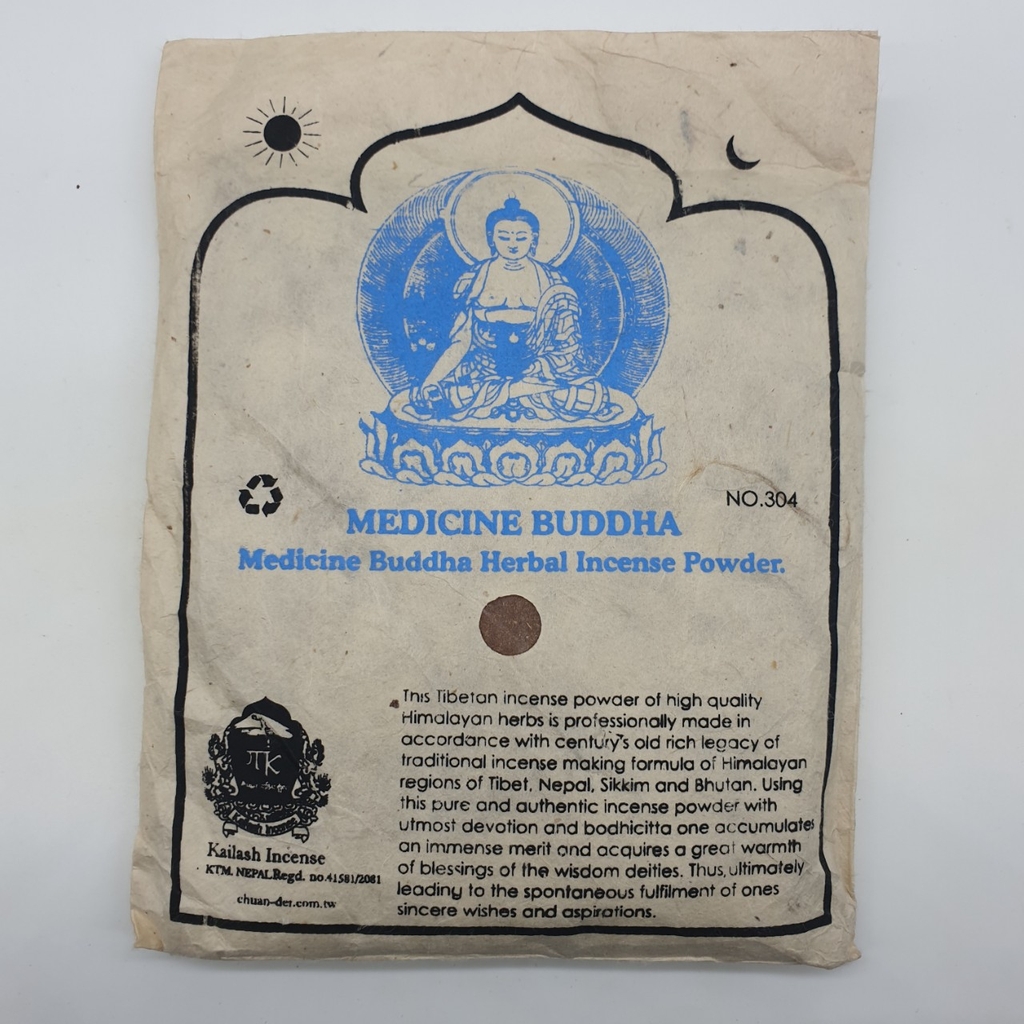 NO.304
MEDICINE BUDDHA
Medicine Buddha Herbal Incense Powder.
This Tibetan incense powder of high quality
Himalayan herbs is professionally made in
accordance with century's old rich legacy of
traditional incense making formula of Himalayan
regions of Tibet, Nepal, Sikkim and Bhutan. Using
this pure and authentic incense powder with
utmost devotion and bodhicitta one accumulates
an immense merit and acquires a great warmth
of blessings of the wisdom deities. Thus, ultimately
leading to the spontaneous fulfilment of ones
sincere wishes and aspirations.
TK
Kailash Incense
Kailash Incense
KTM. NEPAL Regd. no.41581/2081
chuan-der.com.tw